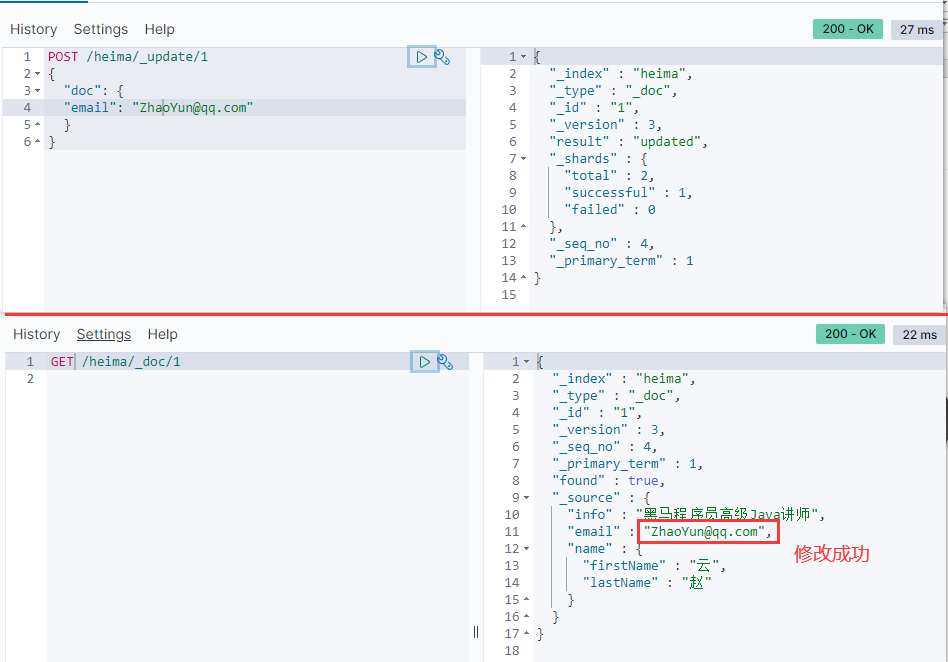 History Settings Help
200 - OK 27 ms
1 POST /heima/_update/1
2 {
3 "doc": {
4 "email": "ZhaoYun@qq.com"
5 }
6 }
1 {
2 "_index" : "heima",
3 "_type" : "_doc",
4 "_id" : "1",
5 "_version" : 3,
6 "result" : "updated",
7 "_shards" : {
8 "total" : 2,
9 "successful" : 1,
10 "failed" : 0
11 },
12 "_seq_no" : 4,
13 "_primary_term" : 1
14 }
15
History Settings Help
200 - OK 22 ms
1 GET /heima/_doc/1
2
1 {
2 "_index" : "heima",
3 "_type" : "_doc",
4 "_id" : "1",
5 "_version" : 3,
6 "_seq_no" : 4,
7 "_primary_term" : 1,
8 "found" : true,
9 "_source" : {
10 "info" : "黑马程序员高级Java讲师",
11 "email" : "ZhaoYun@qq.com",
12 "name" : {
13 "firstName" : "云",
14 "lastName" : "赵"
15 }
16 }
17 }
18
修改成功